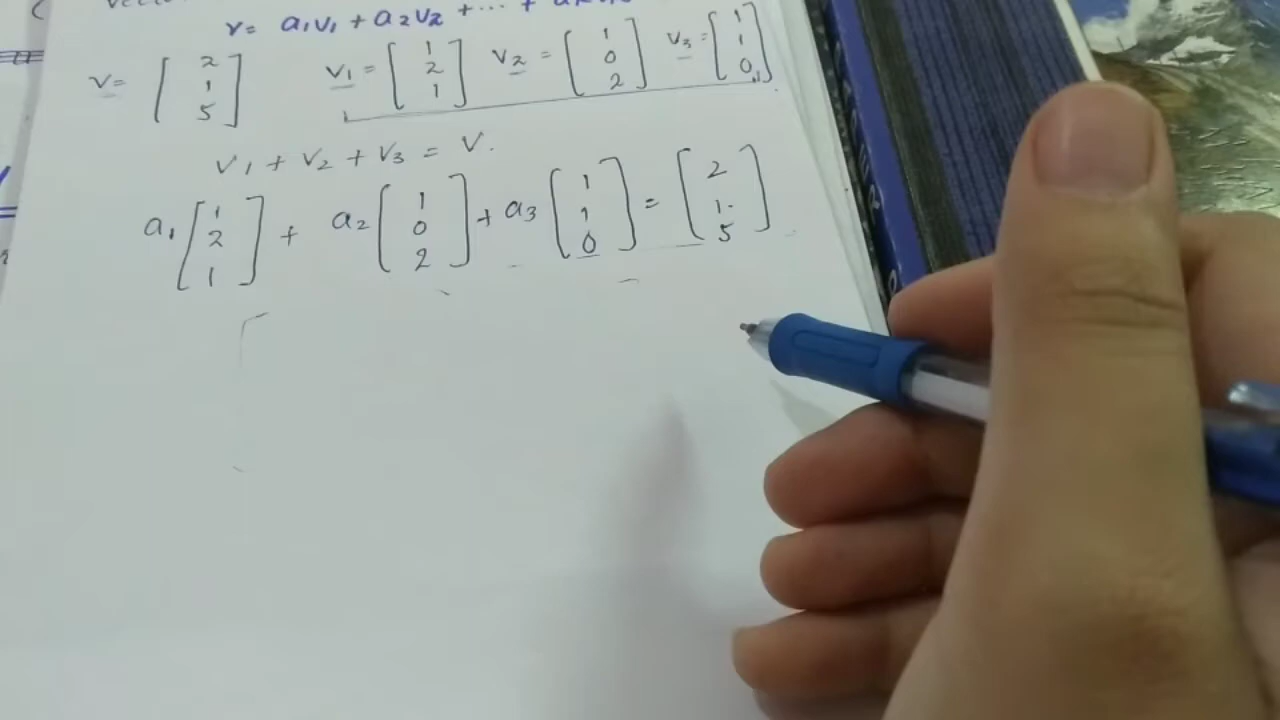 v= a₁v₁ + a₂v₂ + ... +
v= [2 1 5] v₁ = [1 2 1] v₂ = [1 0 2] v₃ = [1 1 0]
v₁ + v₂ + v₃ = v.
a₁ [1 2 1] + a₂ [1 0 2] + a₃ [1 1 0] = [2 1 5]